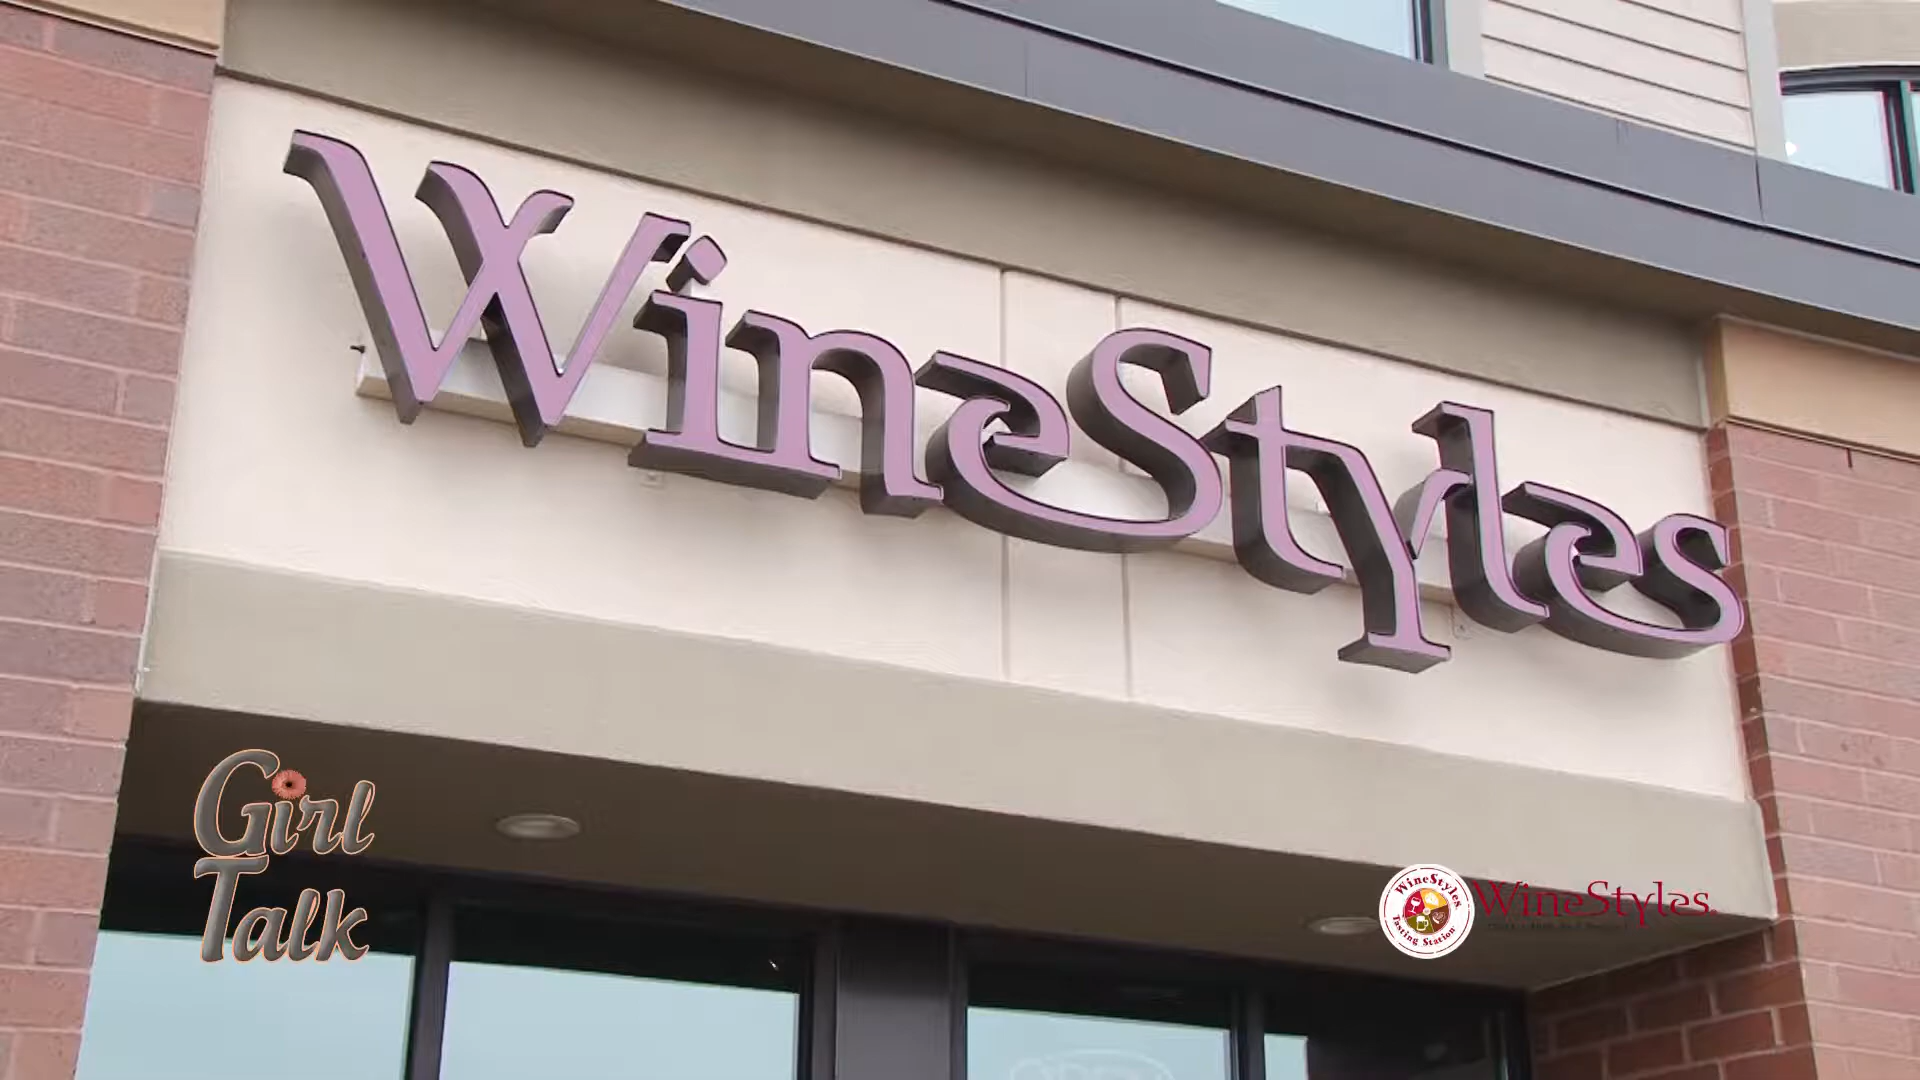 WineStyles
Girl
Talk
WineStyles
Tasting Station
WineStyles